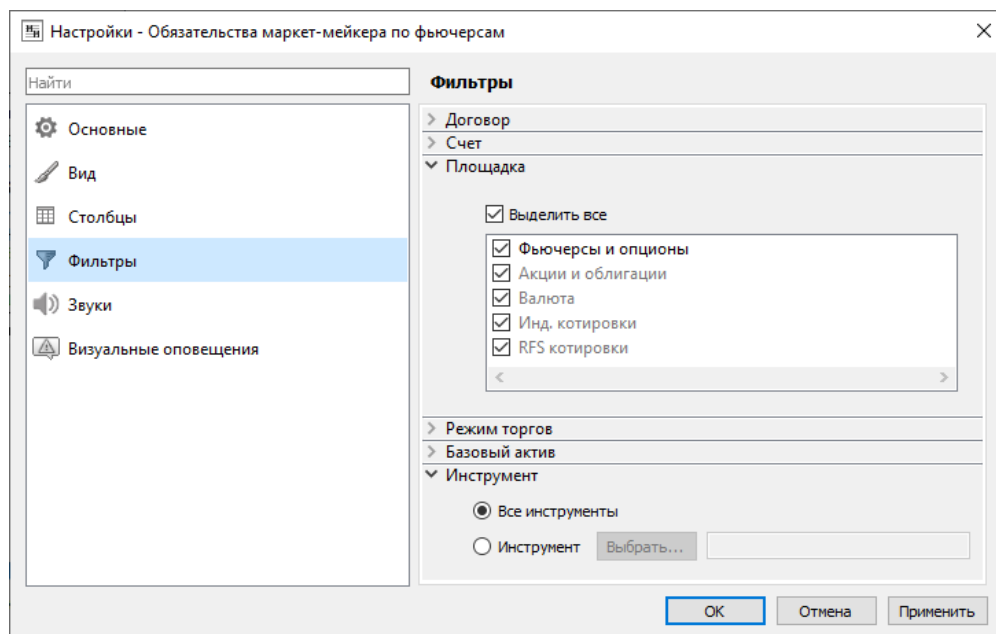 Настройки - Обязательства маркет-мейкера по фьючерсам
Найти
Основные
Вид
Столбцы
Фильтры
Звуки
Визуальные оповещения
Фильтры
Договор
Счет
Площадка
Выделить все
Фьючерсы и опционы
Акции и облигации
Валюта
Инд. котировки
RFS котировки
Режим торгов
Базовый актив
Инструмент
Все инструменты
Инструмент Выбрать...
OK Отмена Применить